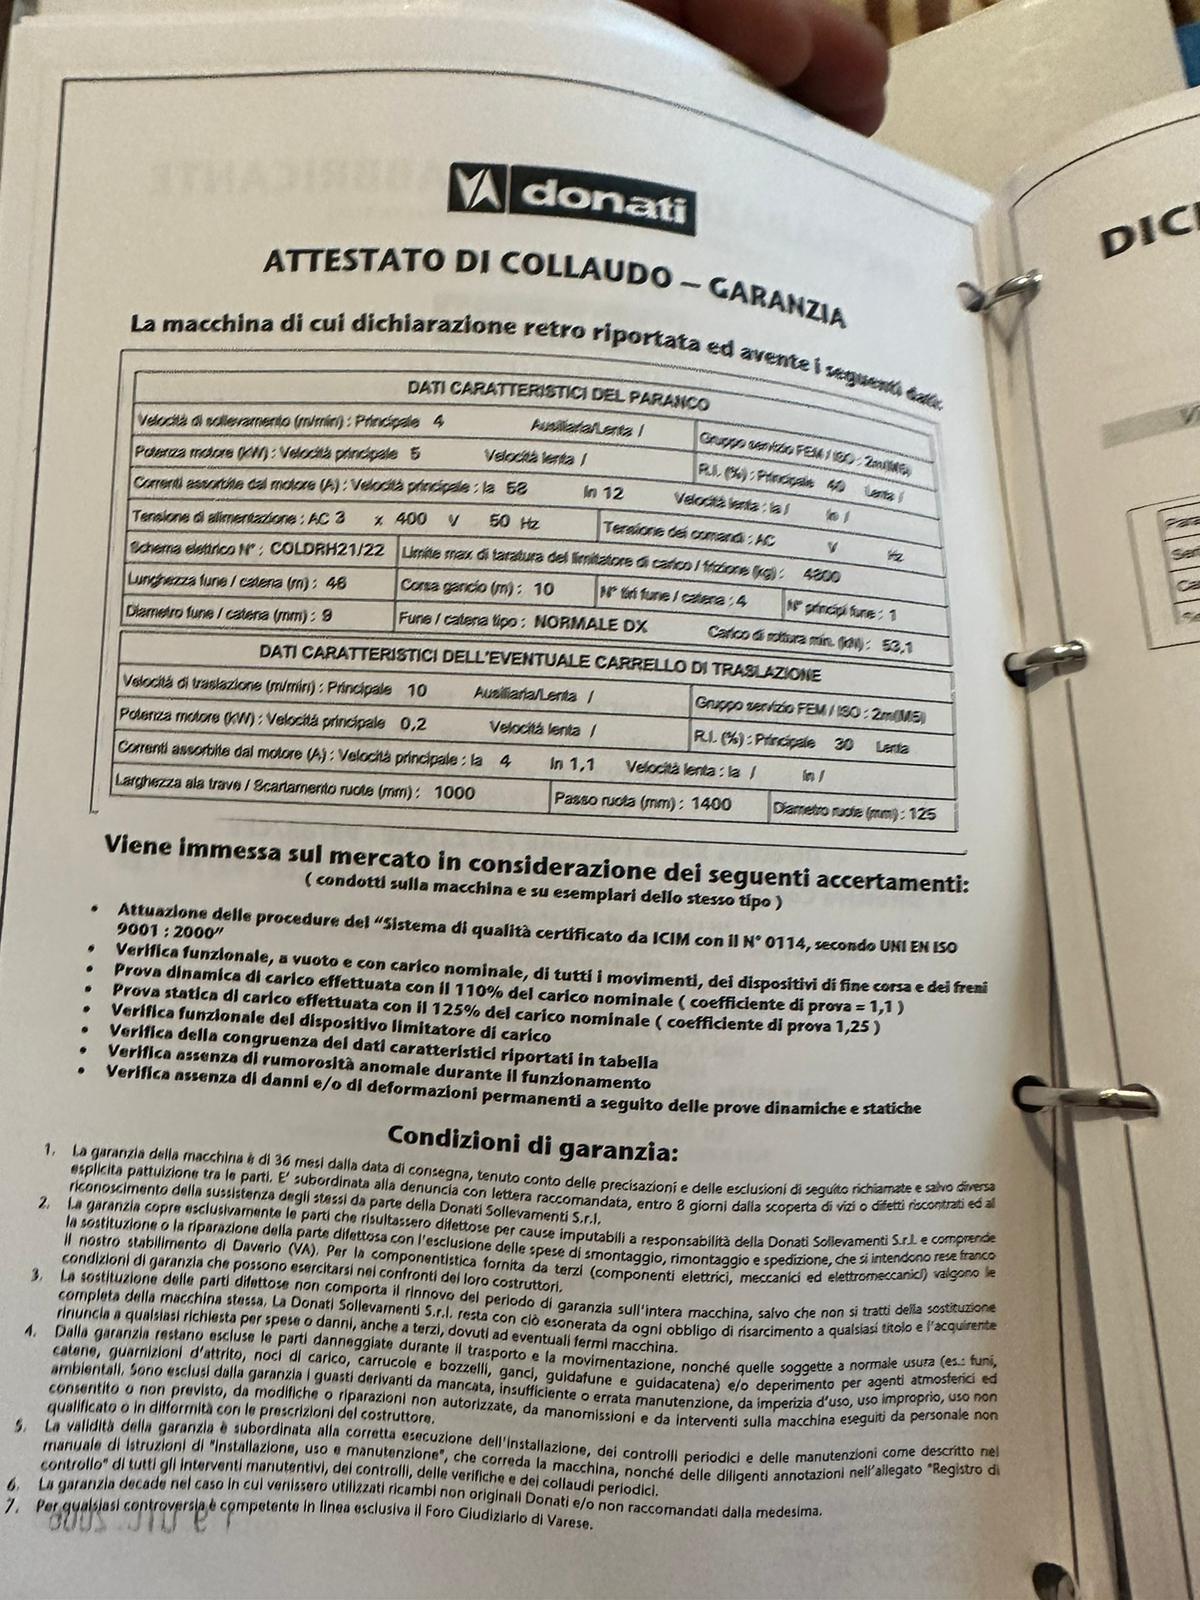 donati
ATTESTATO DI COLLAUDO – GARANZIA
La macchina di cui dichiarazione retro riportata ed avente i seguenti dati:
DATI CARATTERISTICI DEL PARANCO
Velocità di sollevamento (m/min) : Principale 4 Ausiliaria/Lenta / Gruppo servizio FEM / ISO : 2m(M5)
Potenza motore (kW) : Velocità principale 5 Velocità lenta / R.I. (%) : Principale 40 Lenta /
Correnti assorbite dal motore (A) : Velocità principale : Ia 58 In 12 Velocità lenta : Ia / In /
Tensione di alimentazione : AC 3 x 400 V 50 Hz Tensione dei comandi : AC V Hz
Schema elettrico N° : COLDRH21/22 Limite max di taratura del limitatore di carico / frizione (kg) : 4800
Lunghezza fune / catena (m) : 46 Corsa gancio (m) : 10 N° tiri fune / catena : 4 N° principi fune : 1
Diametro fune / catena (mm) : 9 Fune / catena tipo : NORMALE DX Carico di rottura min. (kN) : 53,1
DATI CARATTERISTICI DELL'EVENTUALE CARRELLO DI TRASLAZIONE
Velocità di traslazione (m/min) : Principale 10 Ausiliaria/Lenta / Gruppo servizio FEM / ISO : 2m(M5)
Potenza motore (kW) : Velocità principale 0,2 Velocità lenta / R.I. (%) : Principale 30 Lenta
Correnti assorbite dal motore (A) : Velocità principale : Ia 4 In 1,1 Velocità lenta : Ia / In /
Larghezza ala trave / Scartamento ruote (mm) : 1000 Passo ruota (mm) : 1400 Diametro ruote (mm) : 125
Viene immessa sul mercato in considerazione dei seguenti accertamenti:
( condotti sulla macchina e su esemplari dello stesso tipo )
• Attuazione delle procedure del "Sistema di qualità certificato da ICIM con il N° 0114, secondo UNI EN ISO
9001 : 2000"
• Verifica funzionale, a vuoto e con carico nominale, di tutti i movimenti, dei dispositivi di fine corsa e dei freni
• Prova dinamica di carico effettuata con il 110% del carico nominale ( coefficiente di prova = 1,1 )
• Prova statica di carico effettuata con il 125% del carico nominale ( coefficiente di prova 1,25 )
• Verifica funzionale del dispositivo limitatore di carico
• Verifica della congruenza dei dati caratteristici riportati in tabella
• Verifica assenza di rumorosità anomale durante il funzionamento
• Verifica assenza di danni e/o di deformazioni permanenti a seguito delle prove dinamiche e statiche
Condizioni di garanzia:
1. La garanzia della macchina è di 36 mesi dalla data di consegna, tenuto conto delle precisazioni e delle esclusioni di seguito richiamate e salvo diversa
esplicita pattuizione tra le parti. E' subordinata alla denuncia con lettera raccomandata, entro 8 giorni dalla scoperta di vizi o difetti riscontrati ed al
riconoscimento della sussistenza degli stessi da parte della Donati Sollevamenti S.r.l.
2. La garanzia copre esclusivamente le parti che risultassero difettose per cause imputabili a responsabilità della Donati Sollevamenti S.r.l. e comprende
la sostituzione o la riparazione della parte difettosa con l'esclusione delle spese di smontaggio, rimontaggio e spedizione, che si intendono rese franco
il nostro stabilimento di Daverio (VA). Per la componentistica fornita da terzi (componenti elettrici, meccanici ed elettromeccanici) valgono le
condizioni di garanzia che possono esercitarsi nei confronti dei loro costruttori.
3. La sostituzione delle parti difettose non comporta il rinnovo del periodo di garanzia sull'intera macchina, salvo che non si tratti della sostituzione
completa della macchina stessa. La Donati Sollevamenti S.r.l. resta con ciò esonerata da ogni obbligo di risarcimento a qualsiasi titolo e l'acquirente
rinuncia a qualsiasi richiesta per spese o danni, anche a terzi, dovuti ad eventuali fermi macchina.
4. Dalla garanzia restano escluse le parti danneggiate durante il trasporto e la movimentazione, nonché quelle soggette a normale usura (es.: funi,
catene, guarnizioni d'attrito, noci di carico, carrucole e bozzelli, ganci, guidafune e guidacatena) e/o deperimento per agenti atmosferici ed
ambientali. Sono esclusi dalla garanzia i guasti derivanti da mancata, insufficiente o errata manutenzione, da imperizia d'uso, uso improprio, uso non
consentito o non previsto, da modifiche o riparazioni non autorizzate, da manomissioni e da interventi sulla macchina eseguiti da personale non
qualificato o in difformità con le prescrizioni del costruttore.
5. La validità della garanzia è subordinata alla corretta esecuzione dell'installazione, dei controlli periodici e delle manutenzioni come descritto nel
manuale di istruzioni di "installazione, uso e manutenzione", che correda la macchina, nonché delle diligenti annotazioni nell'allegato "Registro di
controllo" di tutti gli interventi manutentivi, dei controlli, delle verifiche e dei collaudi periodici.
6. La garanzia decade nel caso in cui venissero utilizzati ricambi non originali Donati e/o non raccomandati dalla medesima.
7. Per qualsiasi controversia è competente in linea esclusiva il Foro Giudiziario di Varese.
DICH
Para
Seri
Ca